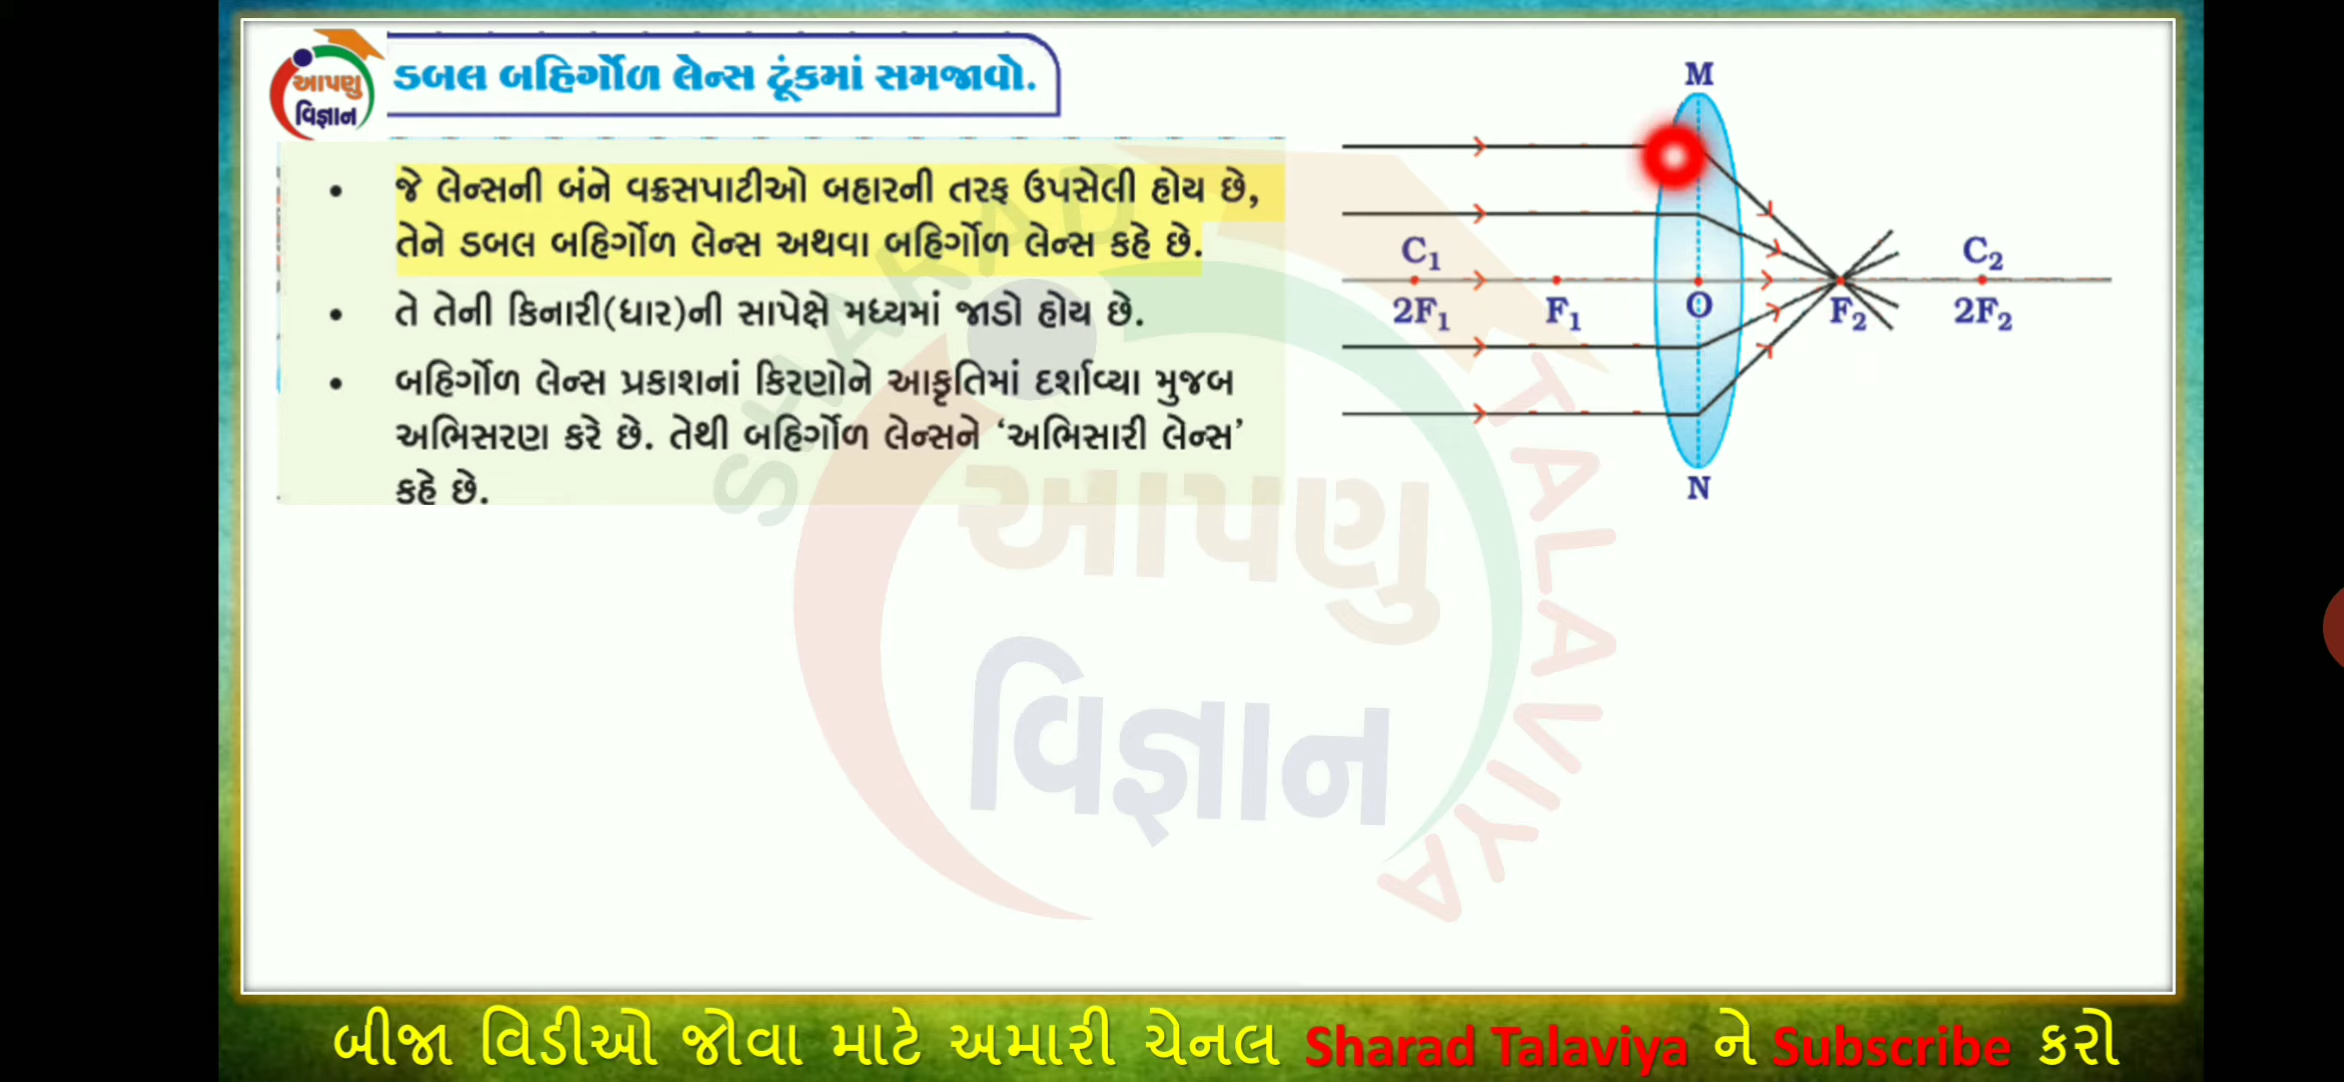 આપણુ
વિજ્ઞાન
ડબલ બહિર્ગોળ લેન્સ ટૂંકમાં સમજાવો.
• જે લેન્સની બંને વક્રસપાટીઓ બહારની તરફ ઉપસેલી હોય છે,
તેને ડબલ બહિર્ગોળ લેન્સ અથવા બહિર્ગોળ લેન્સ કહે છે.
• તે તેની કિનારી(ધાર)ની સાપેક્ષે મધ્યમાં જાડો હોય છે.
• બહિર્ગોળ લેન્સ પ્રકાશનાં કિરણોને આકૃતિમાં દર્શાવ્યા મુજબ
અભિસરણ કરે છે. તેથી બહિર્ગોળ લેન્સને ‘અભિસારી લેન્સ’
કહે છે.
M
C₁ C₂
2F₁ F₁ O F₂ 2F₂
N
SHARAD TALAVIYA
આપણુ
વિજ્ઞાન
બીજા વિડીઓ જોવા માટે અમારી ચેનલ Sharad Talaviya ને Subscribe કરો